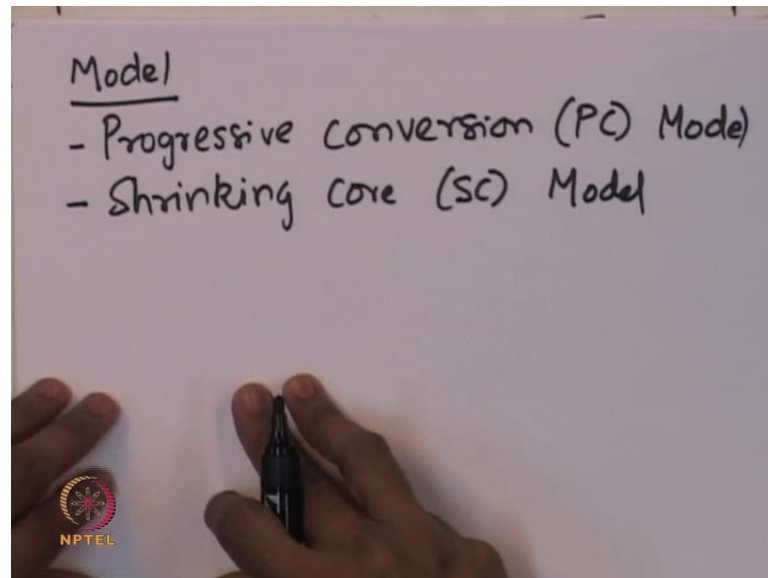 Model
- Progressive conversion (PC) Model
- Shrinking core (SC) Model
NPTEL